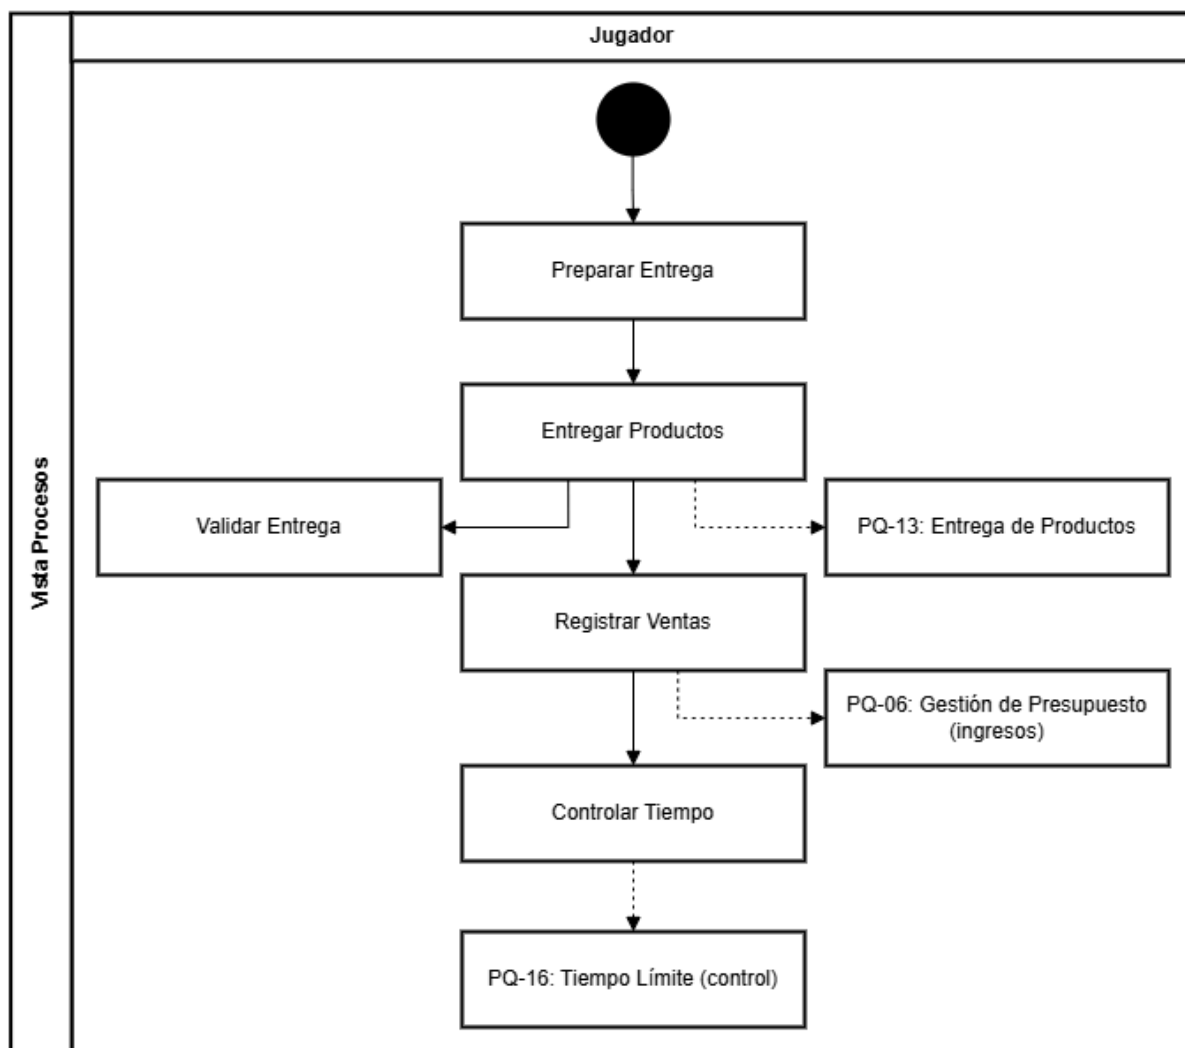 Jugador
Vista Procesos
Preparar Entrega
Entregar Productos
Validar Entrega
PQ-13: Entrega de Productos
Registrar Ventas
PQ-06: Gestión de Presupuesto
(ingresos)
Controlar Tiempo
PQ-16: Tiempo Límite (control)